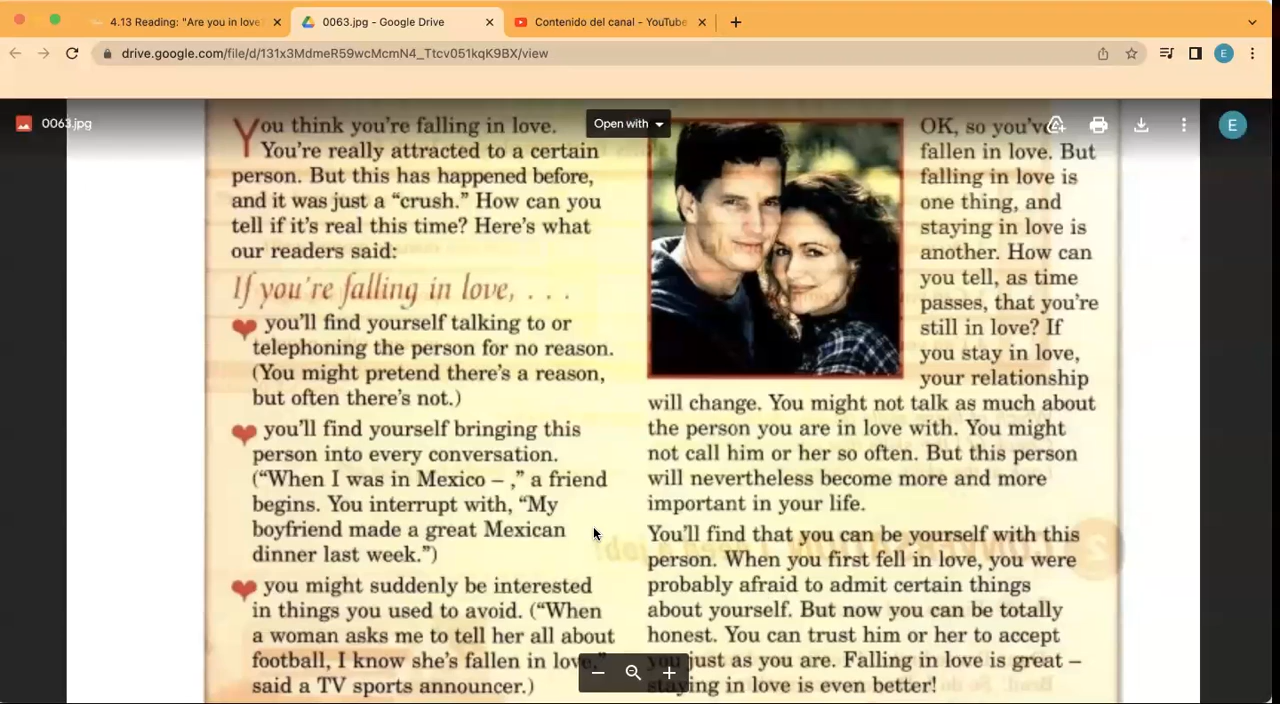 4.13 Reading: "Are you in love
0063.jpg - Google Drive
Contenido del canal - YouTube
drive.google.com/file/d/131x3MdmeR59wcMcmN4_Ttcv051kqK9BX/view
E
0063.jpg
Open with
E
You think you're falling in love.
You're really attracted to a certain
person. But this has happened before,
and it was just a "crush." How can you
tell if it's real this time? Here's what
our readers said:
If you're falling in love, . . .
you'll find yourself talking to or
telephoning the person for no reason.
(You might pretend there's a reason,
but often there's not.)
you'll find yourself bringing this
person into every conversation.
("When I was in Mexico – ," a friend
begins. You interrupt with, "My
boyfriend made a great Mexican
dinner last week.")
you might suddenly be interested
in things you used to avoid. ("When
a woman asks me to tell her all about
football, I know she's fallen in love,"
said a TV sports announcer.)
OK, so you've
fallen in love. But
falling in love is
one thing, and
staying in love is
another. How can
you tell, as time
passes, that you're
still in love? If
you stay in love,
your relationship
will change. You might not talk as much about
the person you are in love with. You might
not call him or her so often. But this person
will nevertheless become more and more
important in your life.
You'll find that you can be yourself with this
person. When you first fell in love, you were
probably afraid to admit certain things
about yourself. But now you can be totally
honest. You can trust him or her to accept
you just as you are. Falling in love is great –
staying in love is even better!